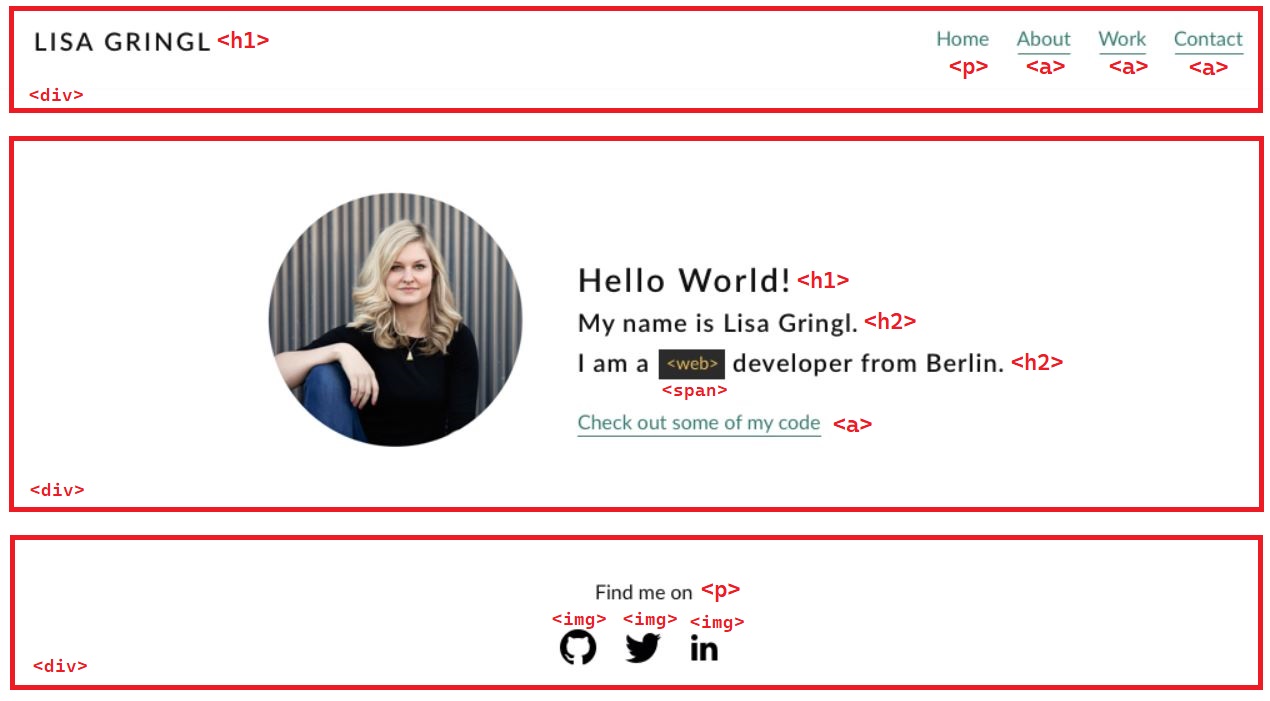 LISA GRINGL <h1> Home About Work Contact
<p> <a> <a> <a>
<div>
Hello World! <h1>
My name is Lisa Gringl. <h2>
I am a <web> developer from Berlin. <h2>
<span>
Check out some of my code <a>
<div>
Find me on <p>
<img> <img> <img>
in
<div>